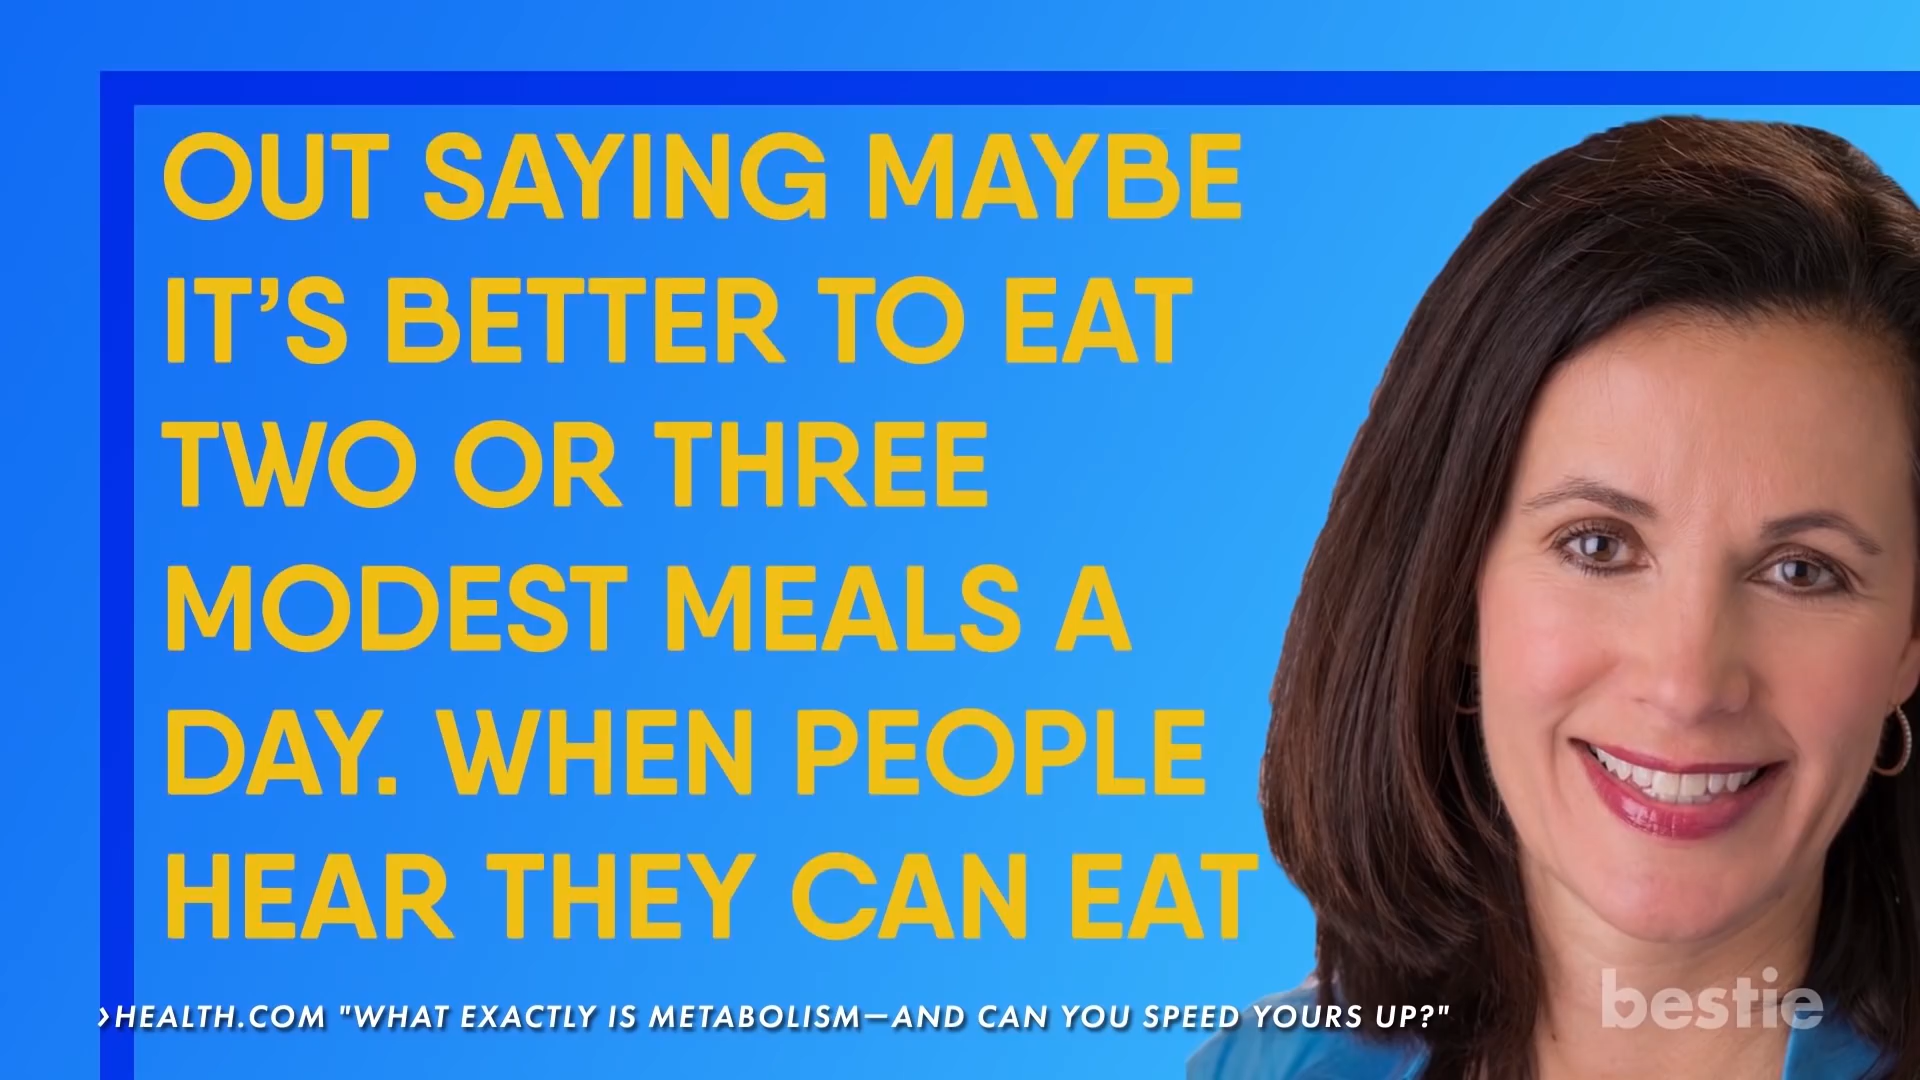 OUT SAYING MAYBE
IT’S BETTER TO EAT
TWO OR THREE
MODEST MEALS A
DAY. WHEN PEOPLE
HEAR THEY CAN EAT
›HEALTH.COM "WHAT EXACTLY IS METABOLISM—AND CAN YOU SPEED YOURS UP?"
bestie